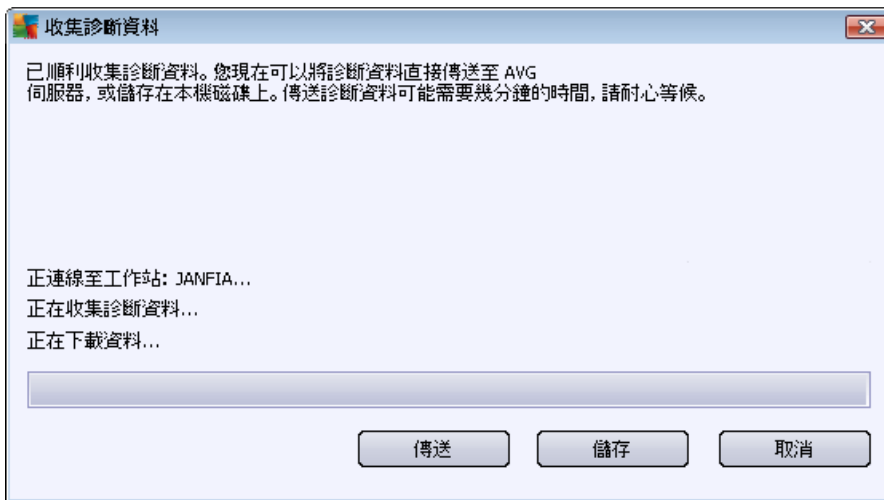 收集診斷資料
已順利收集診斷資料。您現在可以將診斷資料直接傳送至 AVG
伺服器, 或儲存在本機磁碟上。傳送診斷資料可能需要幾分鐘的時間, 請耐心等候。
正連線至工作站: JANFIA...
正在收集診斷資料...
正在下載資料...
傳送
儲存
取消